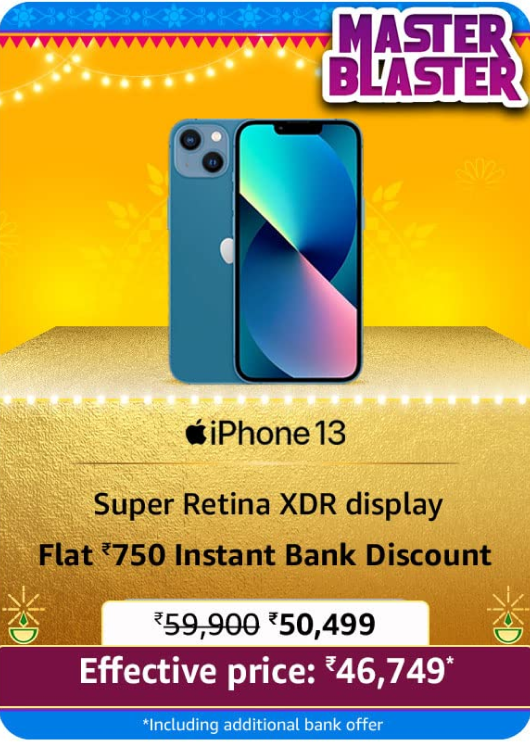 MASTER
BLASTER
iPhone 13
Super Retina XDR display
Flat ₹750 Instant Bank Discount
₹59,900 ₹50,499
Effective price: ₹46,749*
*Including additional bank offer